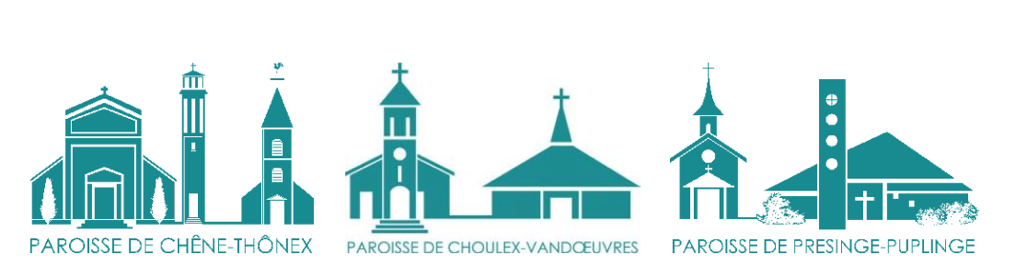 PAROISSE DE CHÊNE-THÔNEX
PAROISSE DE CHOULEX-VANDŒUVRES
PAROISSE DE PRESINGE-PUPLINGE